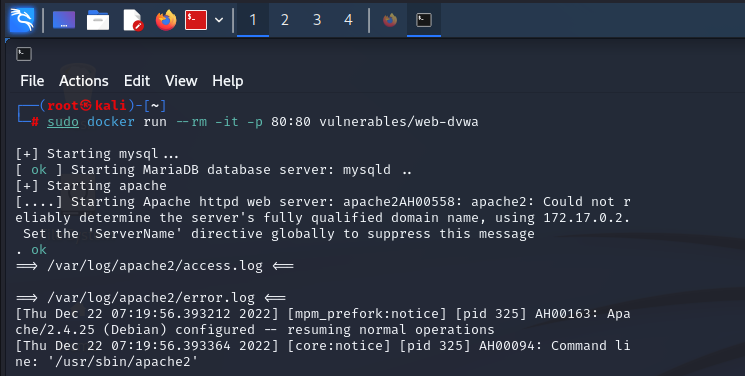 1 2 3 4
File Actions Edit View Help
┌──(root㉿kali)-[~]
└─# sudo docker run --rm -it -p 80:80 vulnerables/web-dvwa
[+] Starting mysql...
[ ok ] Starting MariaDB database server: mysqld ..
[+] Starting apache
[....] Starting Apache httpd web server: apache2AH00558: apache2: Could not r
eliably determine the server's fully qualified domain name, using 172.17.0.2.
 Set the 'ServerName' directive globally to suppress this message
. ok
==> /var/log/apache2/access.log <==
==> /var/log/apache2/error.log <==
[Thu Dec 22 07:19:56.393212 2022] [mpm_prefork:notice] [pid 325] AH00163: Apa
che/2.4.25 (Debian) configured -- resuming normal operations
[Thu Dec 22 07:19:56.393364 2022] [core:notice] [pid 325] AH00094: Command li
ne: '/usr/sbin/apache2'